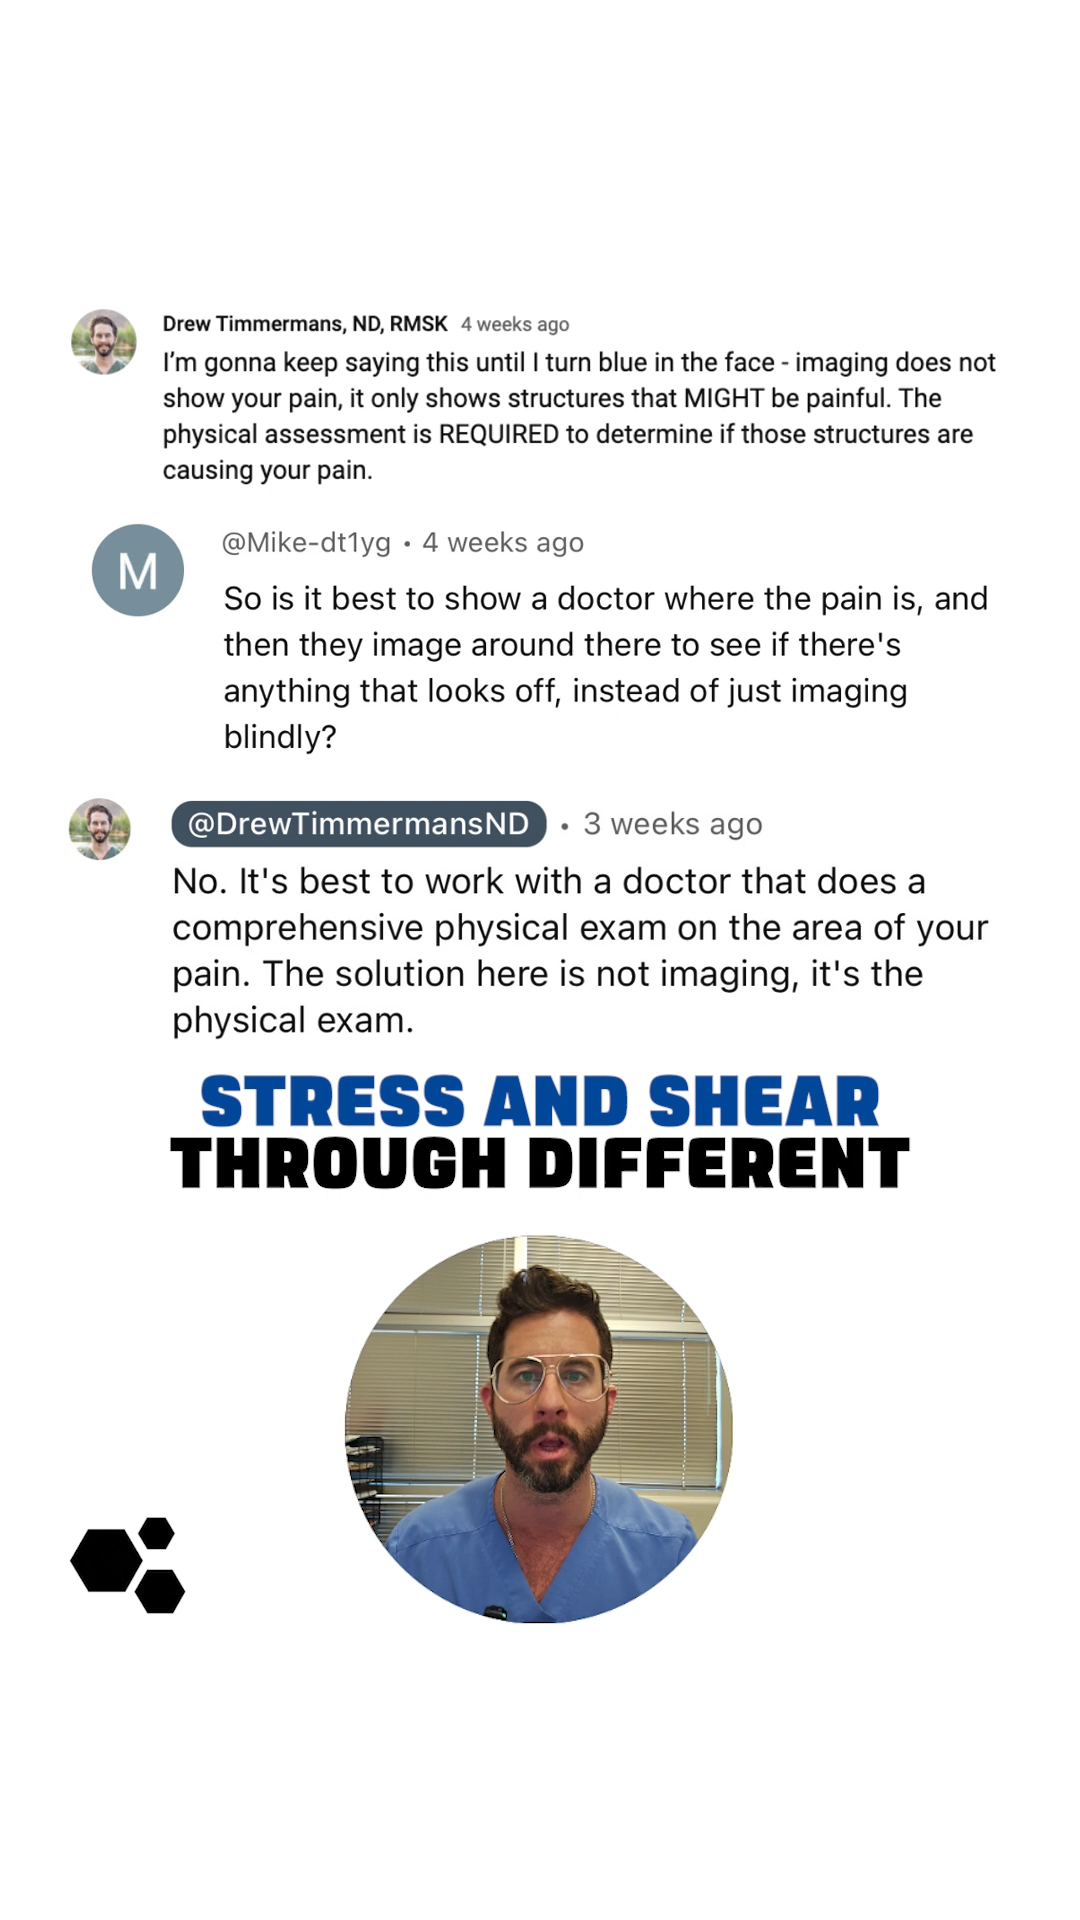 Drew Timmermans, ND, RMSK 4 weeks ago
I'm gonna keep saying this until I turn blue in the face - imaging does not
show your pain, it only shows structures that MIGHT be painful. The
physical assessment is REQUIRED to determine if those structures are
causing your pain.
M
@Mike-dt1yg • 4 weeks ago
So is it best to show a doctor where the pain is, and
then they image around there to see if there's
anything that looks off, instead of just imaging
blindly?
@DrewTimmermansND • 3 weeks ago
No. It's best to work with a doctor that does a
comprehensive physical exam on the area of your
pain. The solution here is not imaging, it's the
physical exam.
STRESS AND SHEAR
THROUGH DIFFERENT